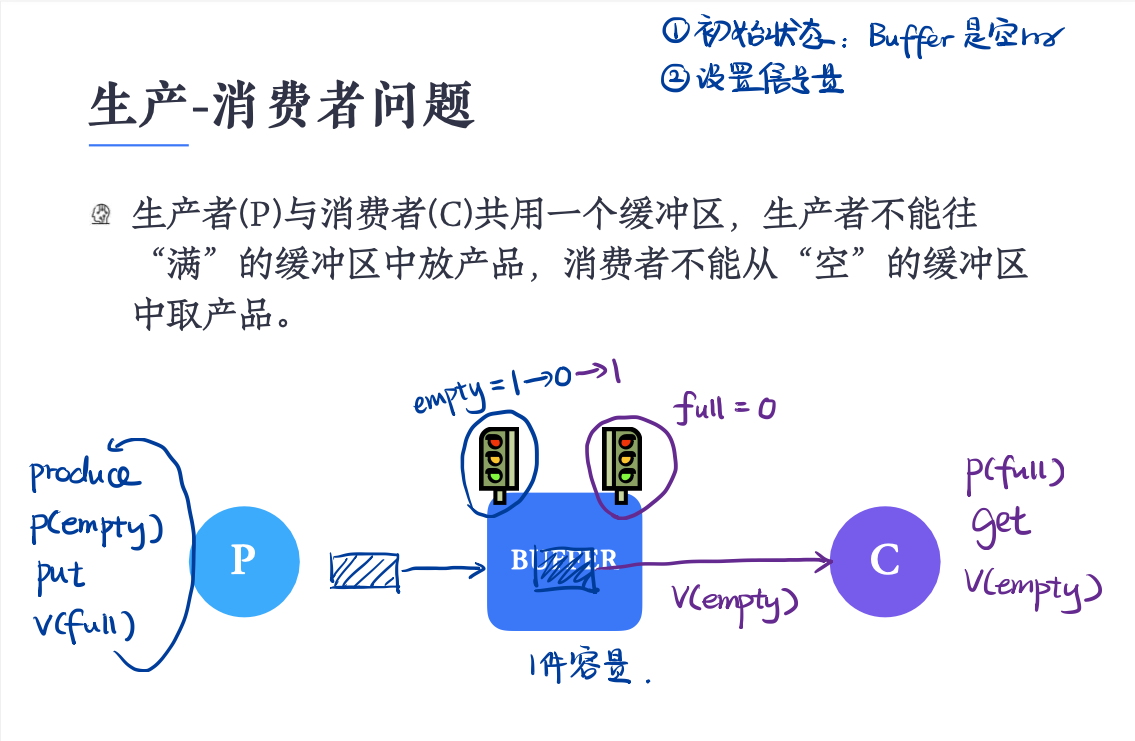 ①初始状态：Buffer是空的
②设置信号量
生产-消费者问题
生产者(P)与消费者(C)共用一个缓冲区，生产者不能往
“满”的缓冲区中放产品，消费者不能从“空”的缓冲区
中取产品。
empty=1→0→1
full=0
produce
p(empty)
put
v(full)
P
BUFFER
V(empty)
C
p(full)
get
V(empty)
1件容量.